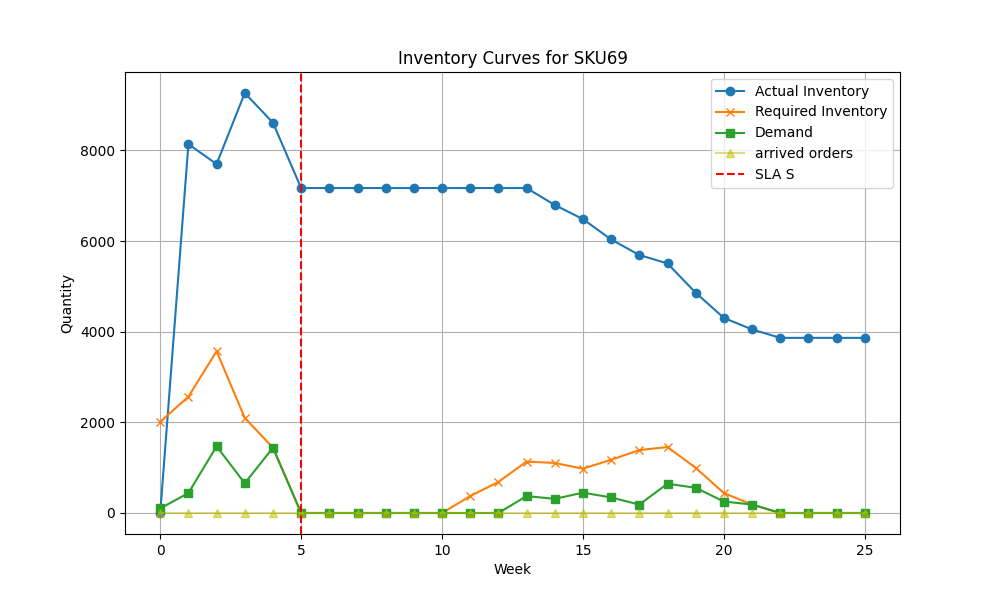 Inventory Curves for SKU69
Actual Inventory
Required Inventory
Demand
arrived orders
SLA S
Quantity
8000
6000
4000
2000
0
0 5 10 15 20 25
Week